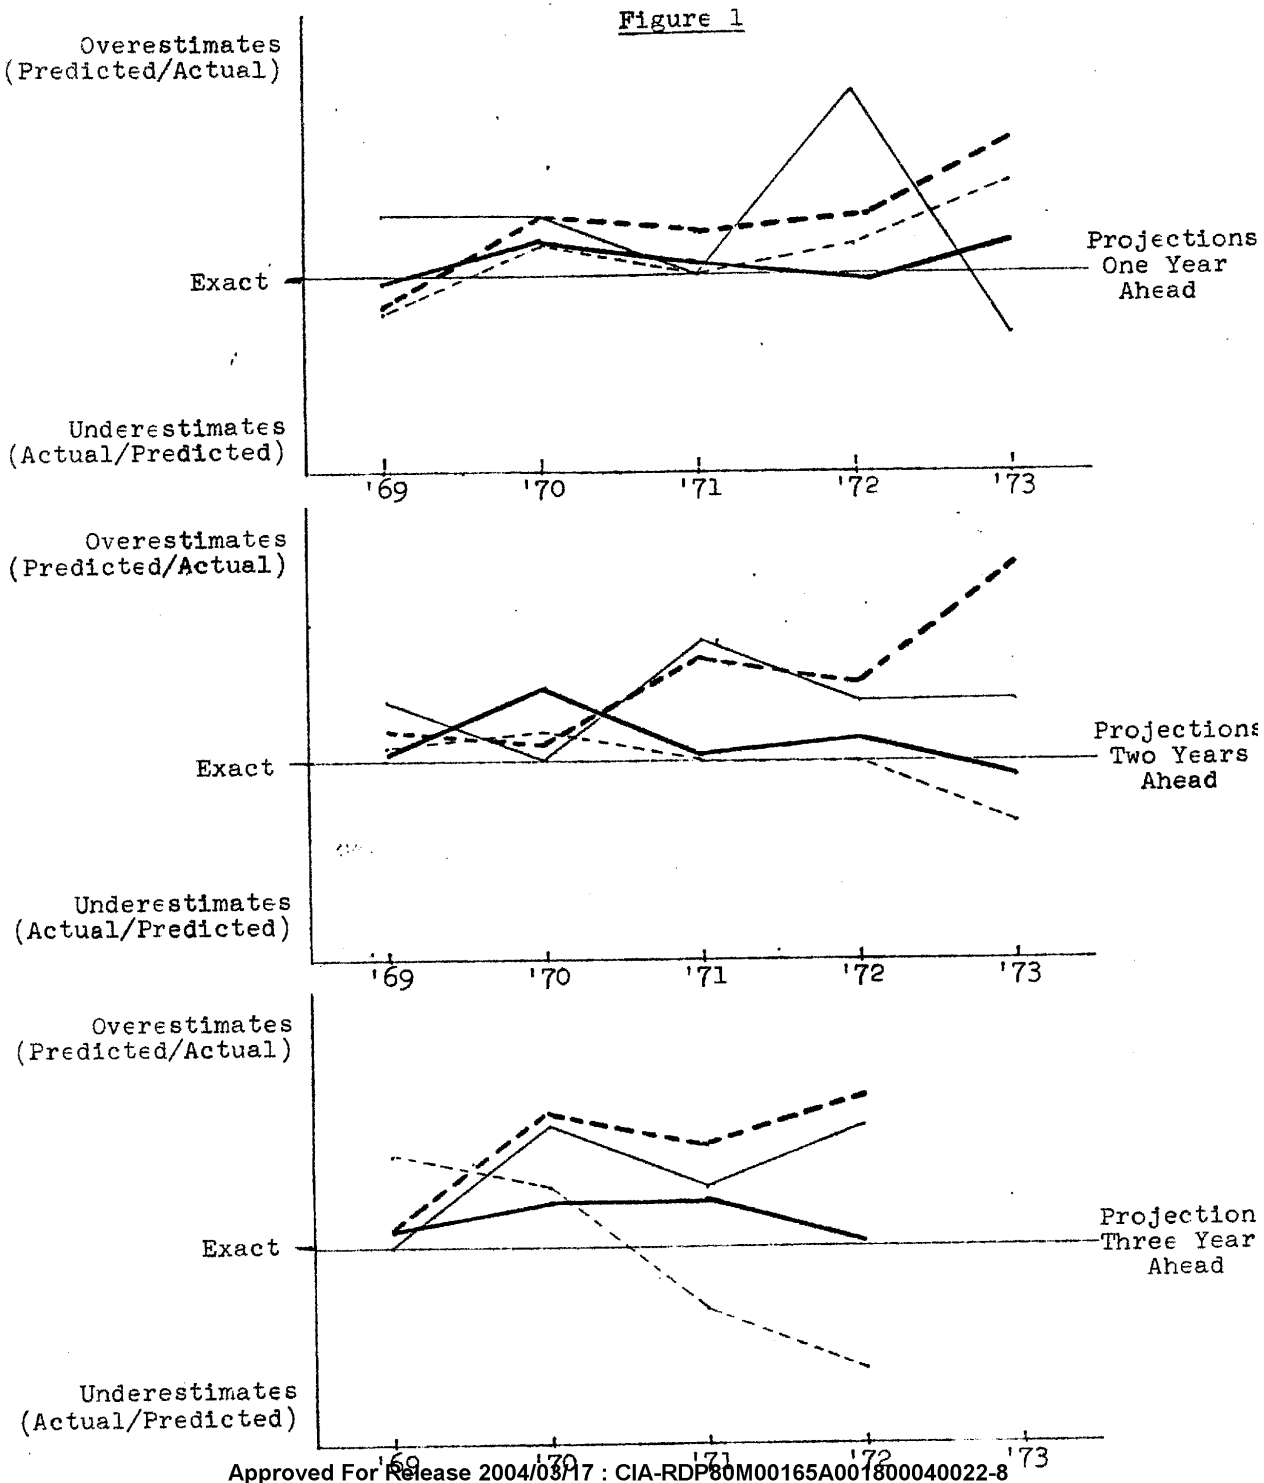 Figure 1
Overestimates
(Predicted/Actual)
Exact
Projections
One Year
Ahead
Underestimates
(Actual/Predicted)
'69 '70 '71 '72 '73
Overestimates
(Predicted/Actual)
Exact
Projections
Two Years
Ahead
Underestimates
(Actual/Predicted)
'69 '70 '71 '72 '73
Overestimates
(Predicted/Actual)
Exact
Projection
Three Year
Ahead
Underestimates
(Actual/Predicted)
'69 '70 '71 '72 '73
Approved For Release 2004/03/17 : CIA-RDP80M00165A001800040022-8